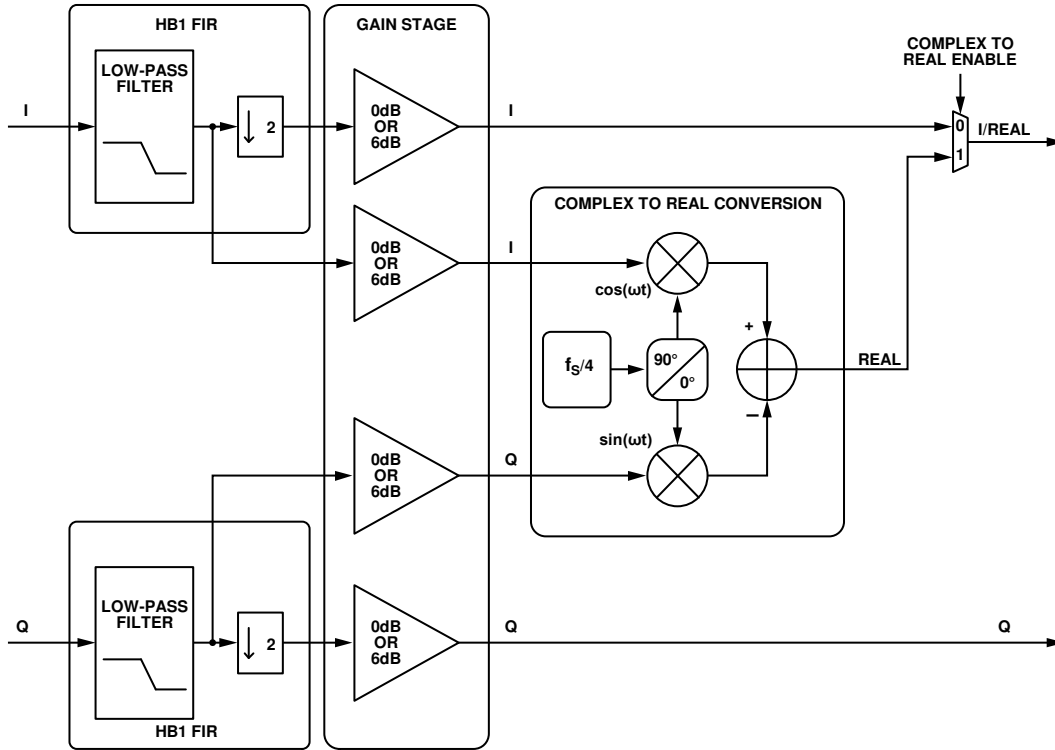 HB1 FIR
GAIN STAGE
LOW-PASS
FILTER
COMPLEX TO
REAL ENABLE
I
2
0dB
OR
6dB
I
0
1
I/REAL
0dB
OR
6dB
I
COMPLEX TO REAL CONVERSION
cos(ωt)
+
fS/4
90°
0°
REAL
–
sin(ωt)
0dB
OR
6dB
Q
LOW-PASS
FILTER
Q
2
0dB
OR
6dB
Q
Q
HB1 FIR